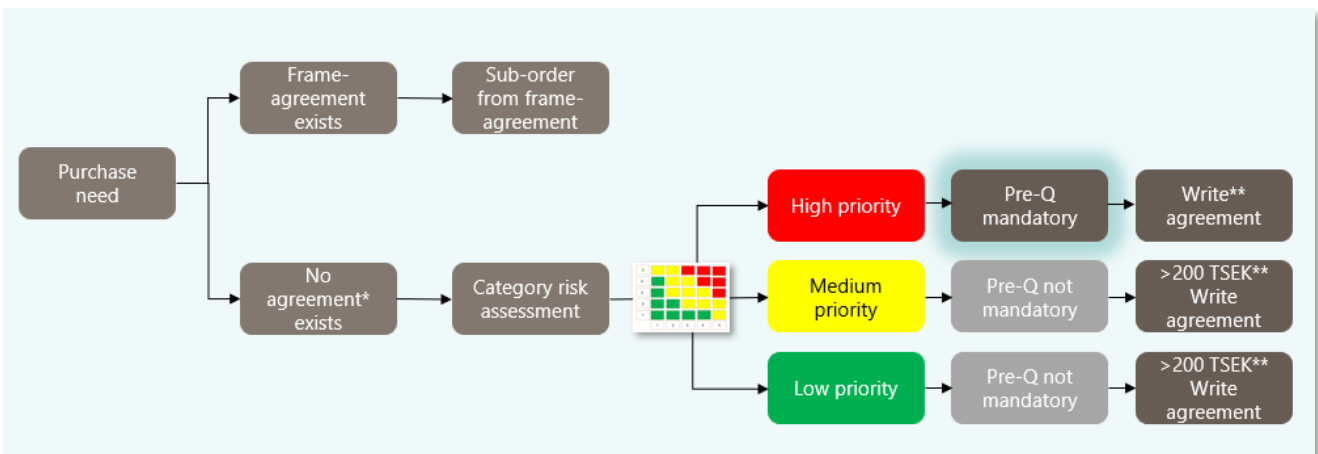 Frame-
agreement
exists
Sub-order
from frame-
agreement
Purchase
need
No
agreement*
exists
Category risk
assessment
High priority
Pre-Q
mandatory
Write**
agreement
Medium
priority
Pre-Q not
mandatory
>200 TSEK**
Write
agreement
Low priority
Pre-Q not
mandatory
>200 TSEK**
Write
agreement